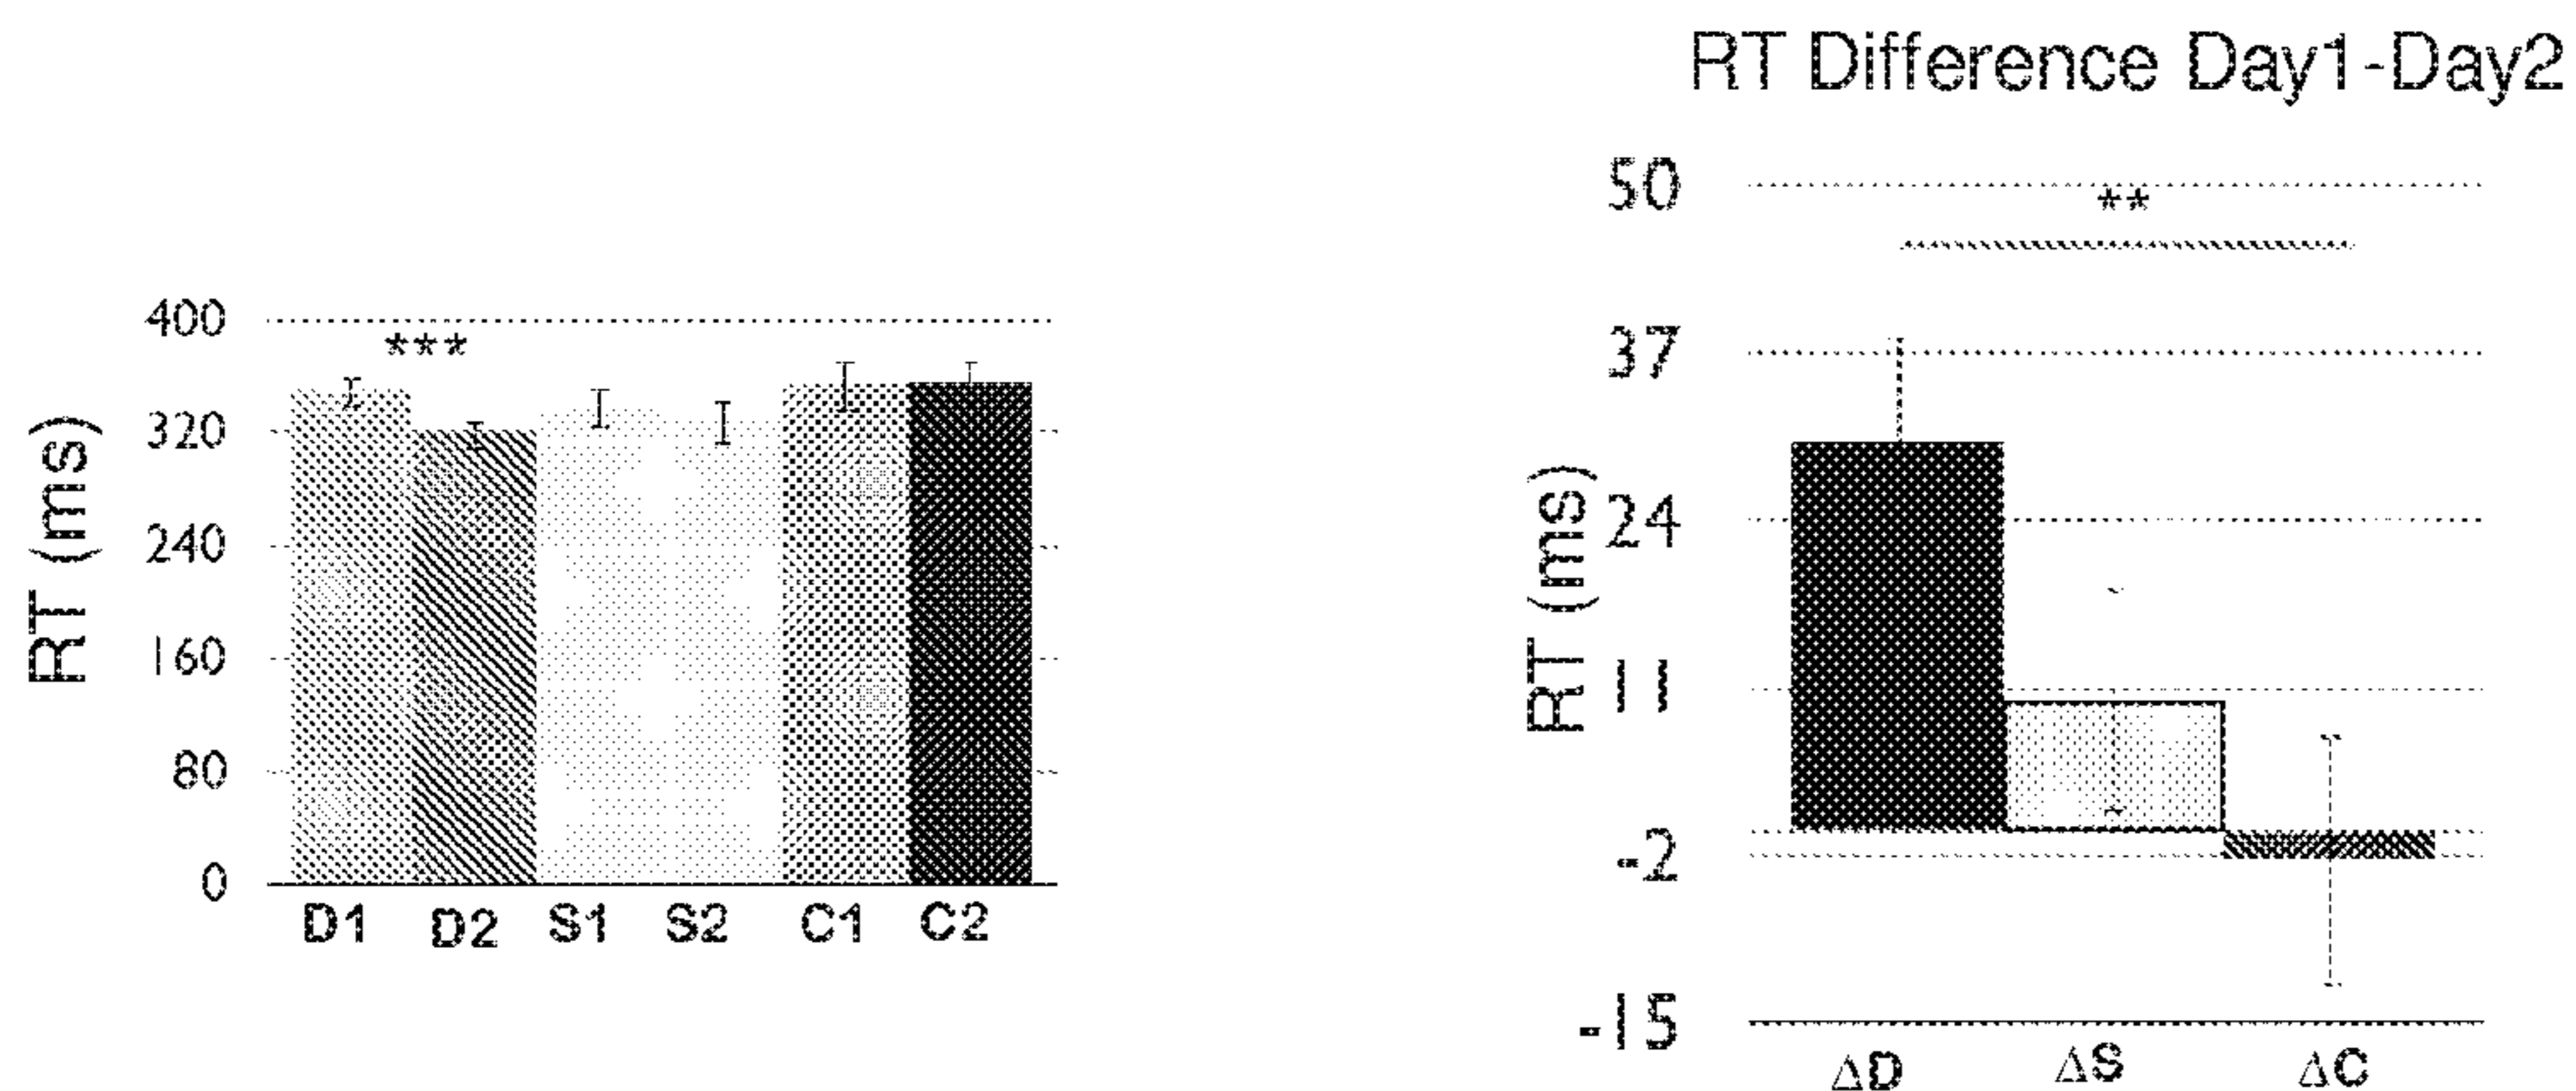 RT Difference Day1-Day2
RT (ms)
400
320
240
160
80
0
***
D1 D2 S1 S2 C1 C2
RT (ms)
50
37
24
11
-2
-15
**
ΔD ΔS ΔC